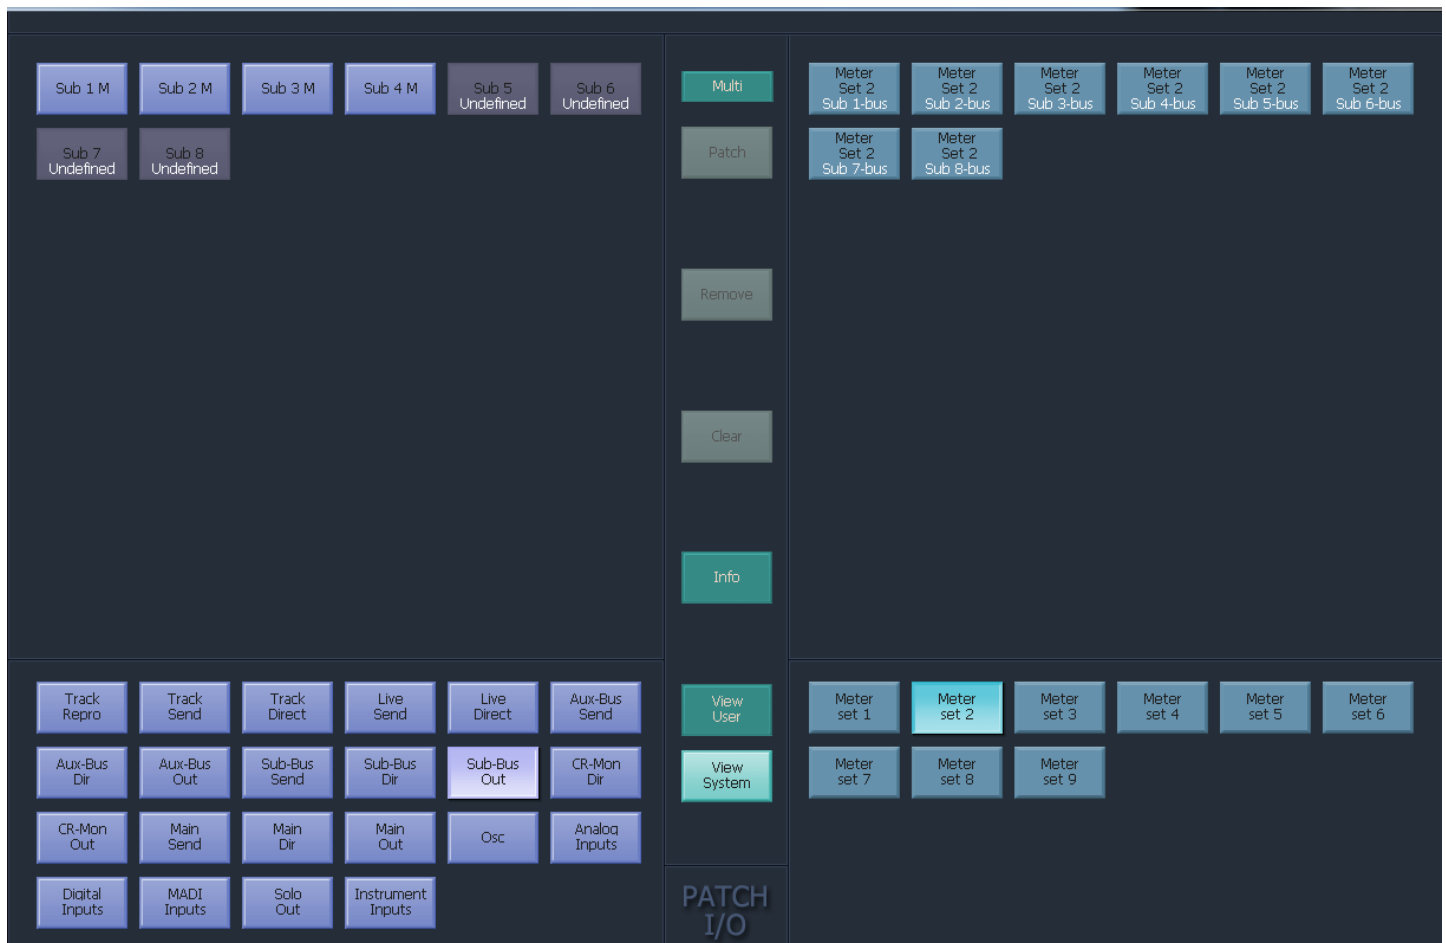 Sub 1 M
Sub 2 M
Sub 3 M
Sub 4 M
Sub 5
Undefined
Sub 6
Undefined
Sub 7
Undefined
Sub 8
Undefined
Track
Repro
Track
Send
Track
Direct
Live
Send
Live
Direct
Aux-Bus
Send
Aux-Bus
Dir
Aux-Bus
Out
Sub-Bus
Send
Sub-Bus
Dir
Sub-Bus
Out
CR-Mon
Dir
CR-Mon
Out
Main
Send
Main
Dir
Main
Out
Osc
Analog
Inputs
Digital
Inputs
MADI
Inputs
Solo
Out
Instrument
Inputs
Multi
Patch
Remove
Clear
Info
View
User
View
System
PATCH
I/O
Meter
Set 2
Sub 1-bus
Meter
Set 2
Sub 2-bus
Meter
Set 2
Sub 3-bus
Meter
Set 2
Sub 4-bus
Meter
Set 2
Sub 5-bus
Meter
Set 2
Sub 6-bus
Meter
Set 2
Sub 7-bus
Meter
Set 2
Sub 8-bus
Meter
set 1
Meter
set 2
Meter
set 3
Meter
set 4
Meter
set 5
Meter
set 6
Meter
set 7
Meter
set 8
Meter
set 9